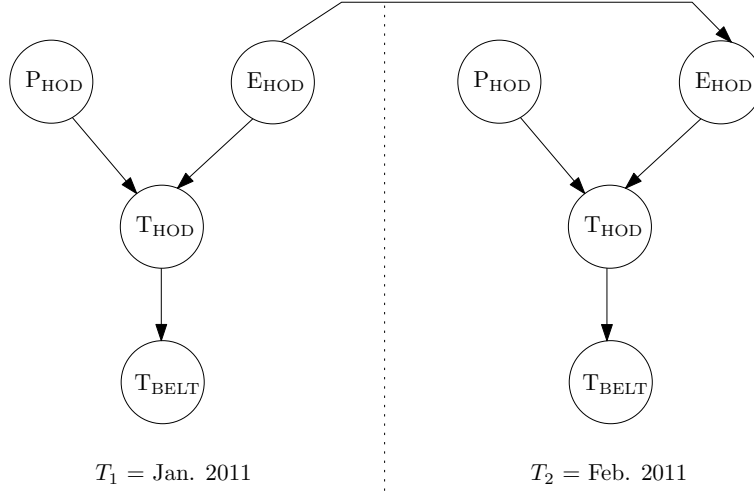 P_HOD E_HOD P_HOD E_HOD
T_HOD T_HOD
T_BELT T_BELT
T_1 = Jan. 2011 T_2 = Feb. 2011